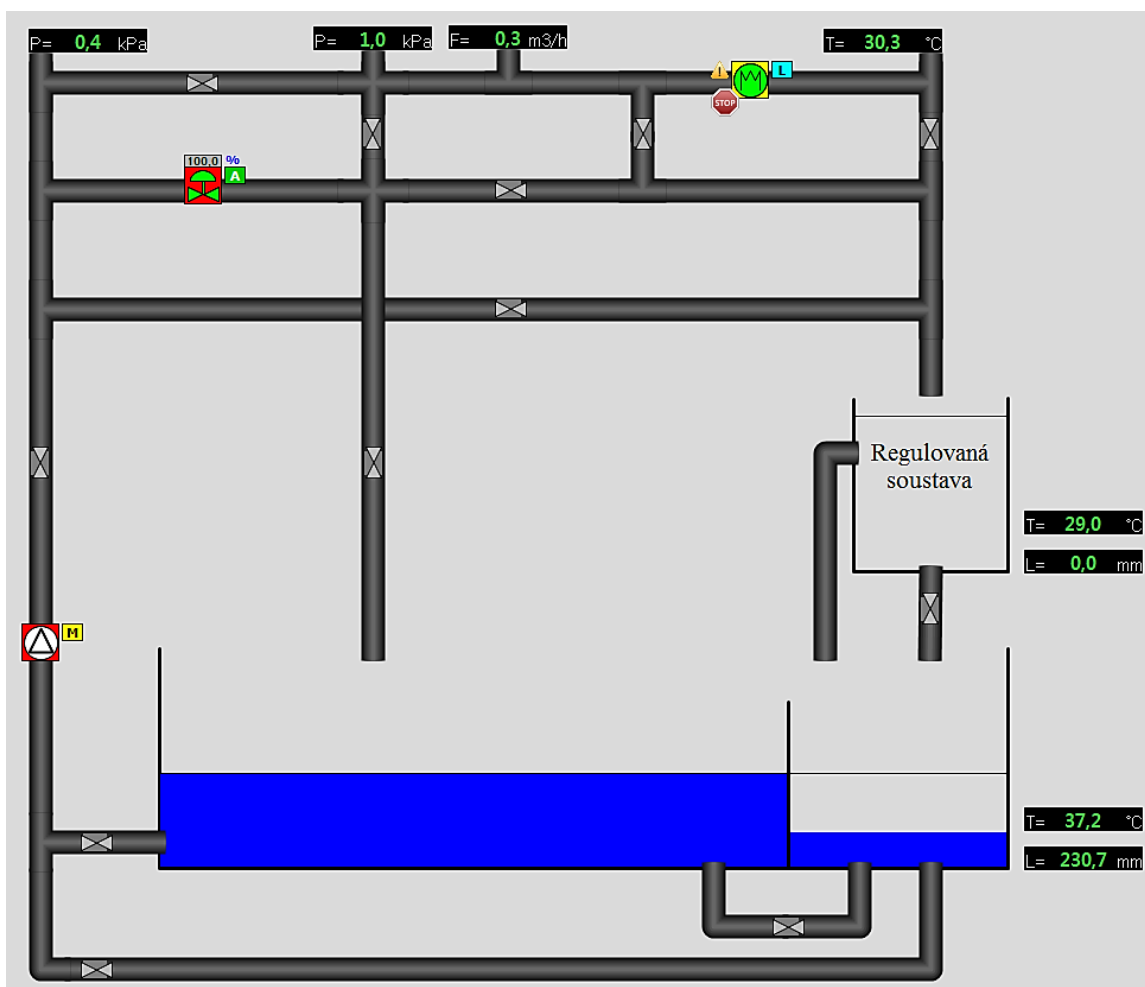 P= 0,4 kPa
P= 1,0 kPa
F= 0,3 m3/h
T= 30,3 °C
L
STOP
100,0 %
A
Regulovaná
soustava
T= 29,0 °C
L= 0,0 mm
M
T= 37,2 °C
L= 230,7 mm